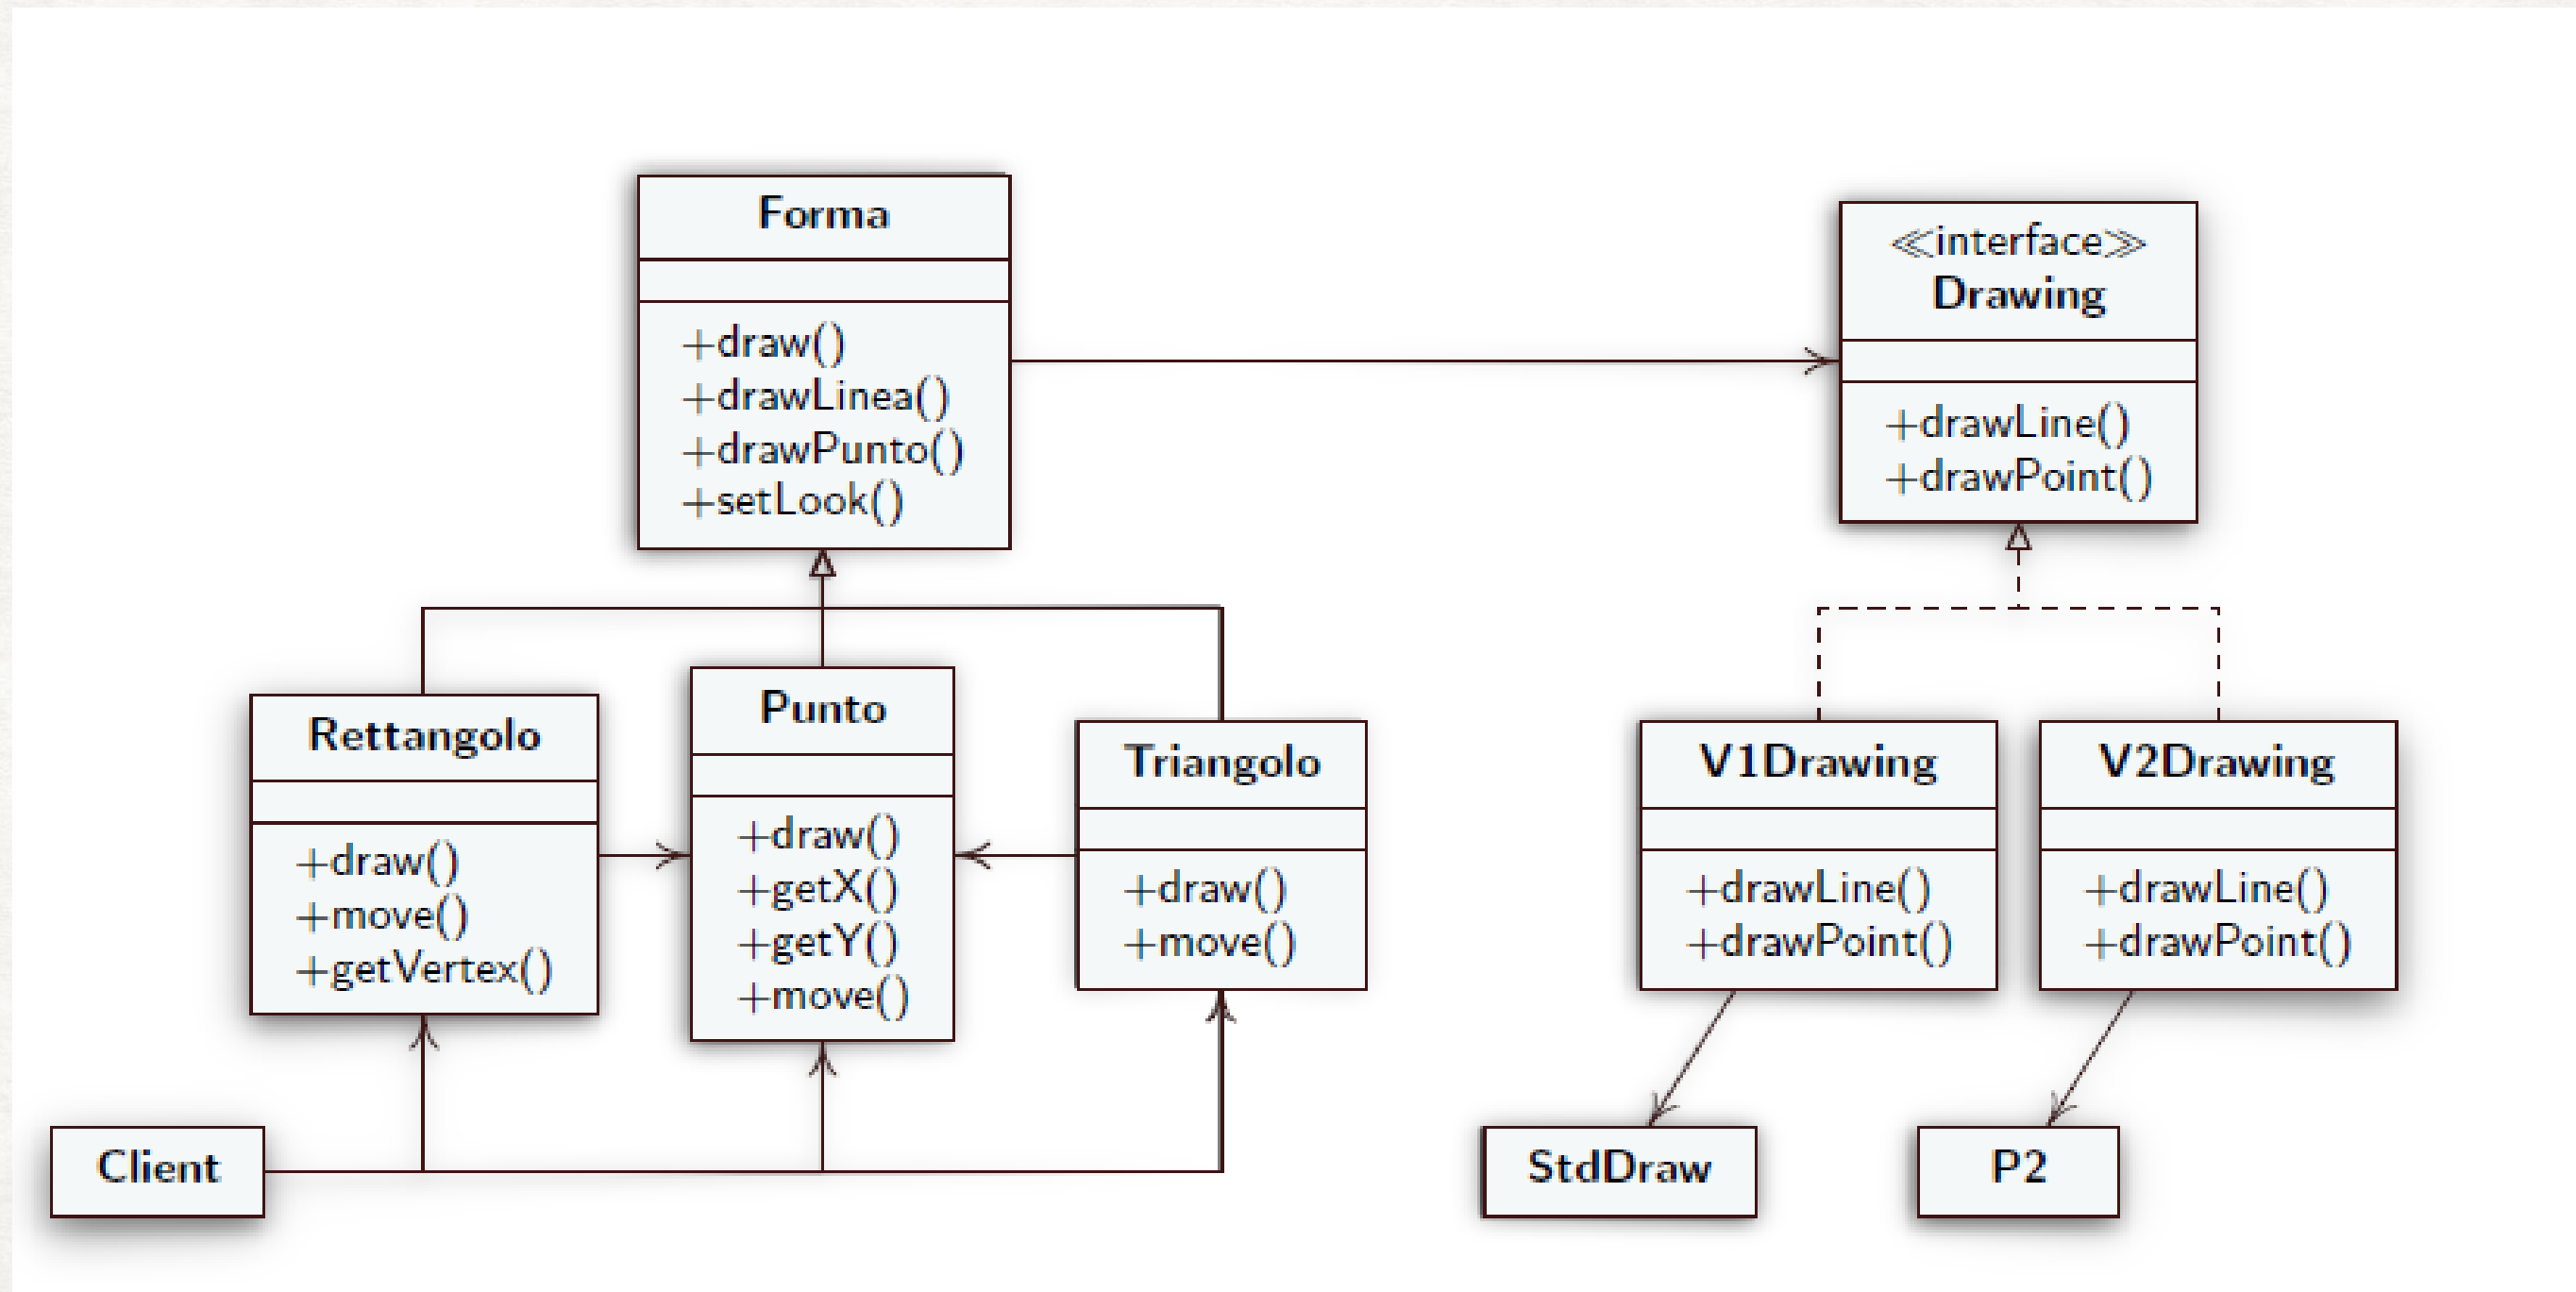 Forma
+draw()
+drawLinea()
+drawPunto()
+setLook()
≪interface≫
Drawing
+drawLine()
+drawPoint()
Rettangolo
+draw()
+move()
+getVertex()
Punto
+draw()
+getX()
+getY()
+move()
Triangolo
+draw()
+move()
V1Drawing
+drawLine()
+drawPoint()
V2Drawing
+drawLine()
+drawPoint()
Client
StdDraw
P2